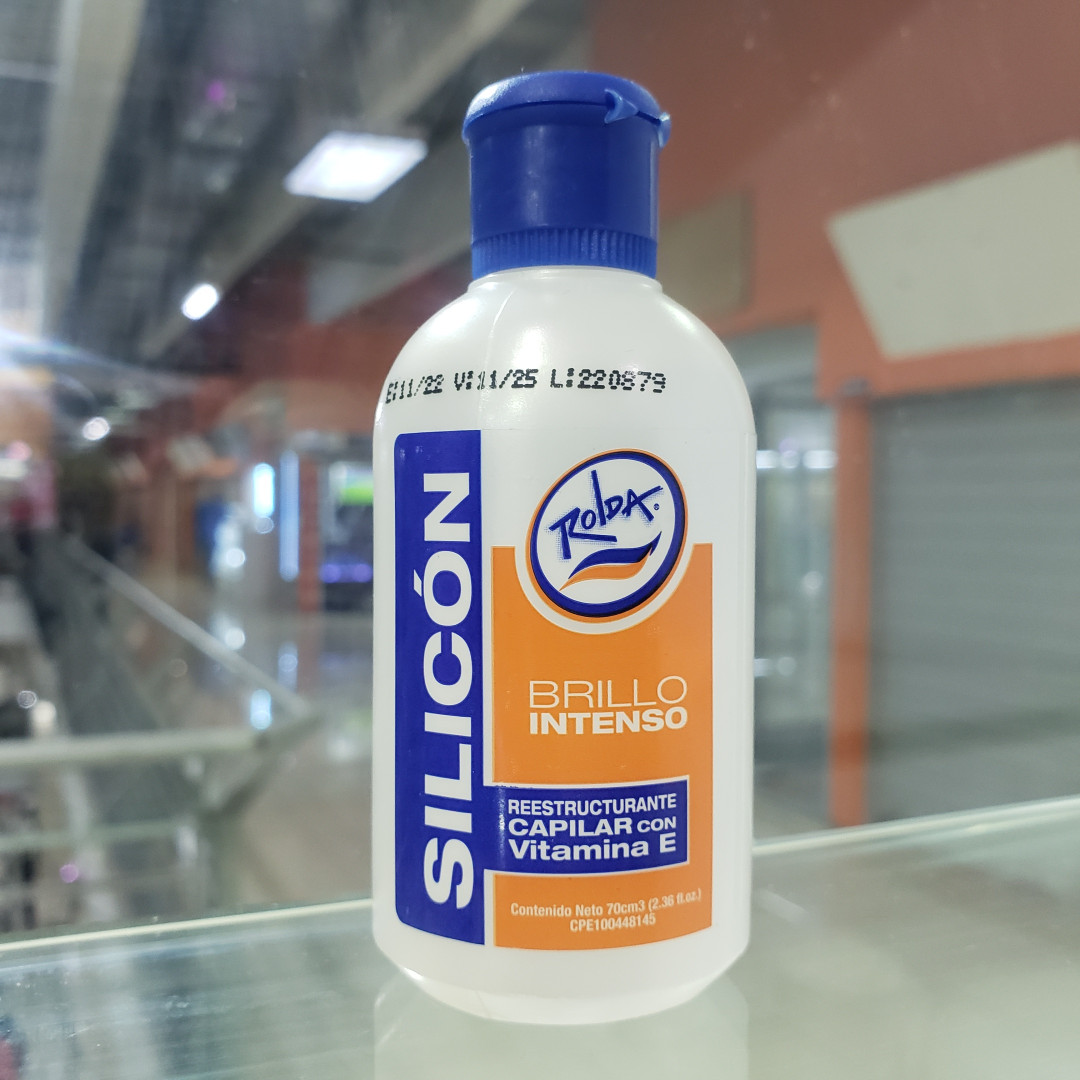 E:11/22 V:11/25 L:220879
SILICÓN
ROLDA
BRILLO
INTENSO
REESTRUCTURANTE
CAPILAR CON
Vitamina E
Contenido Neto 70cm3 (2.36 fl.oz.)
CPE100448145